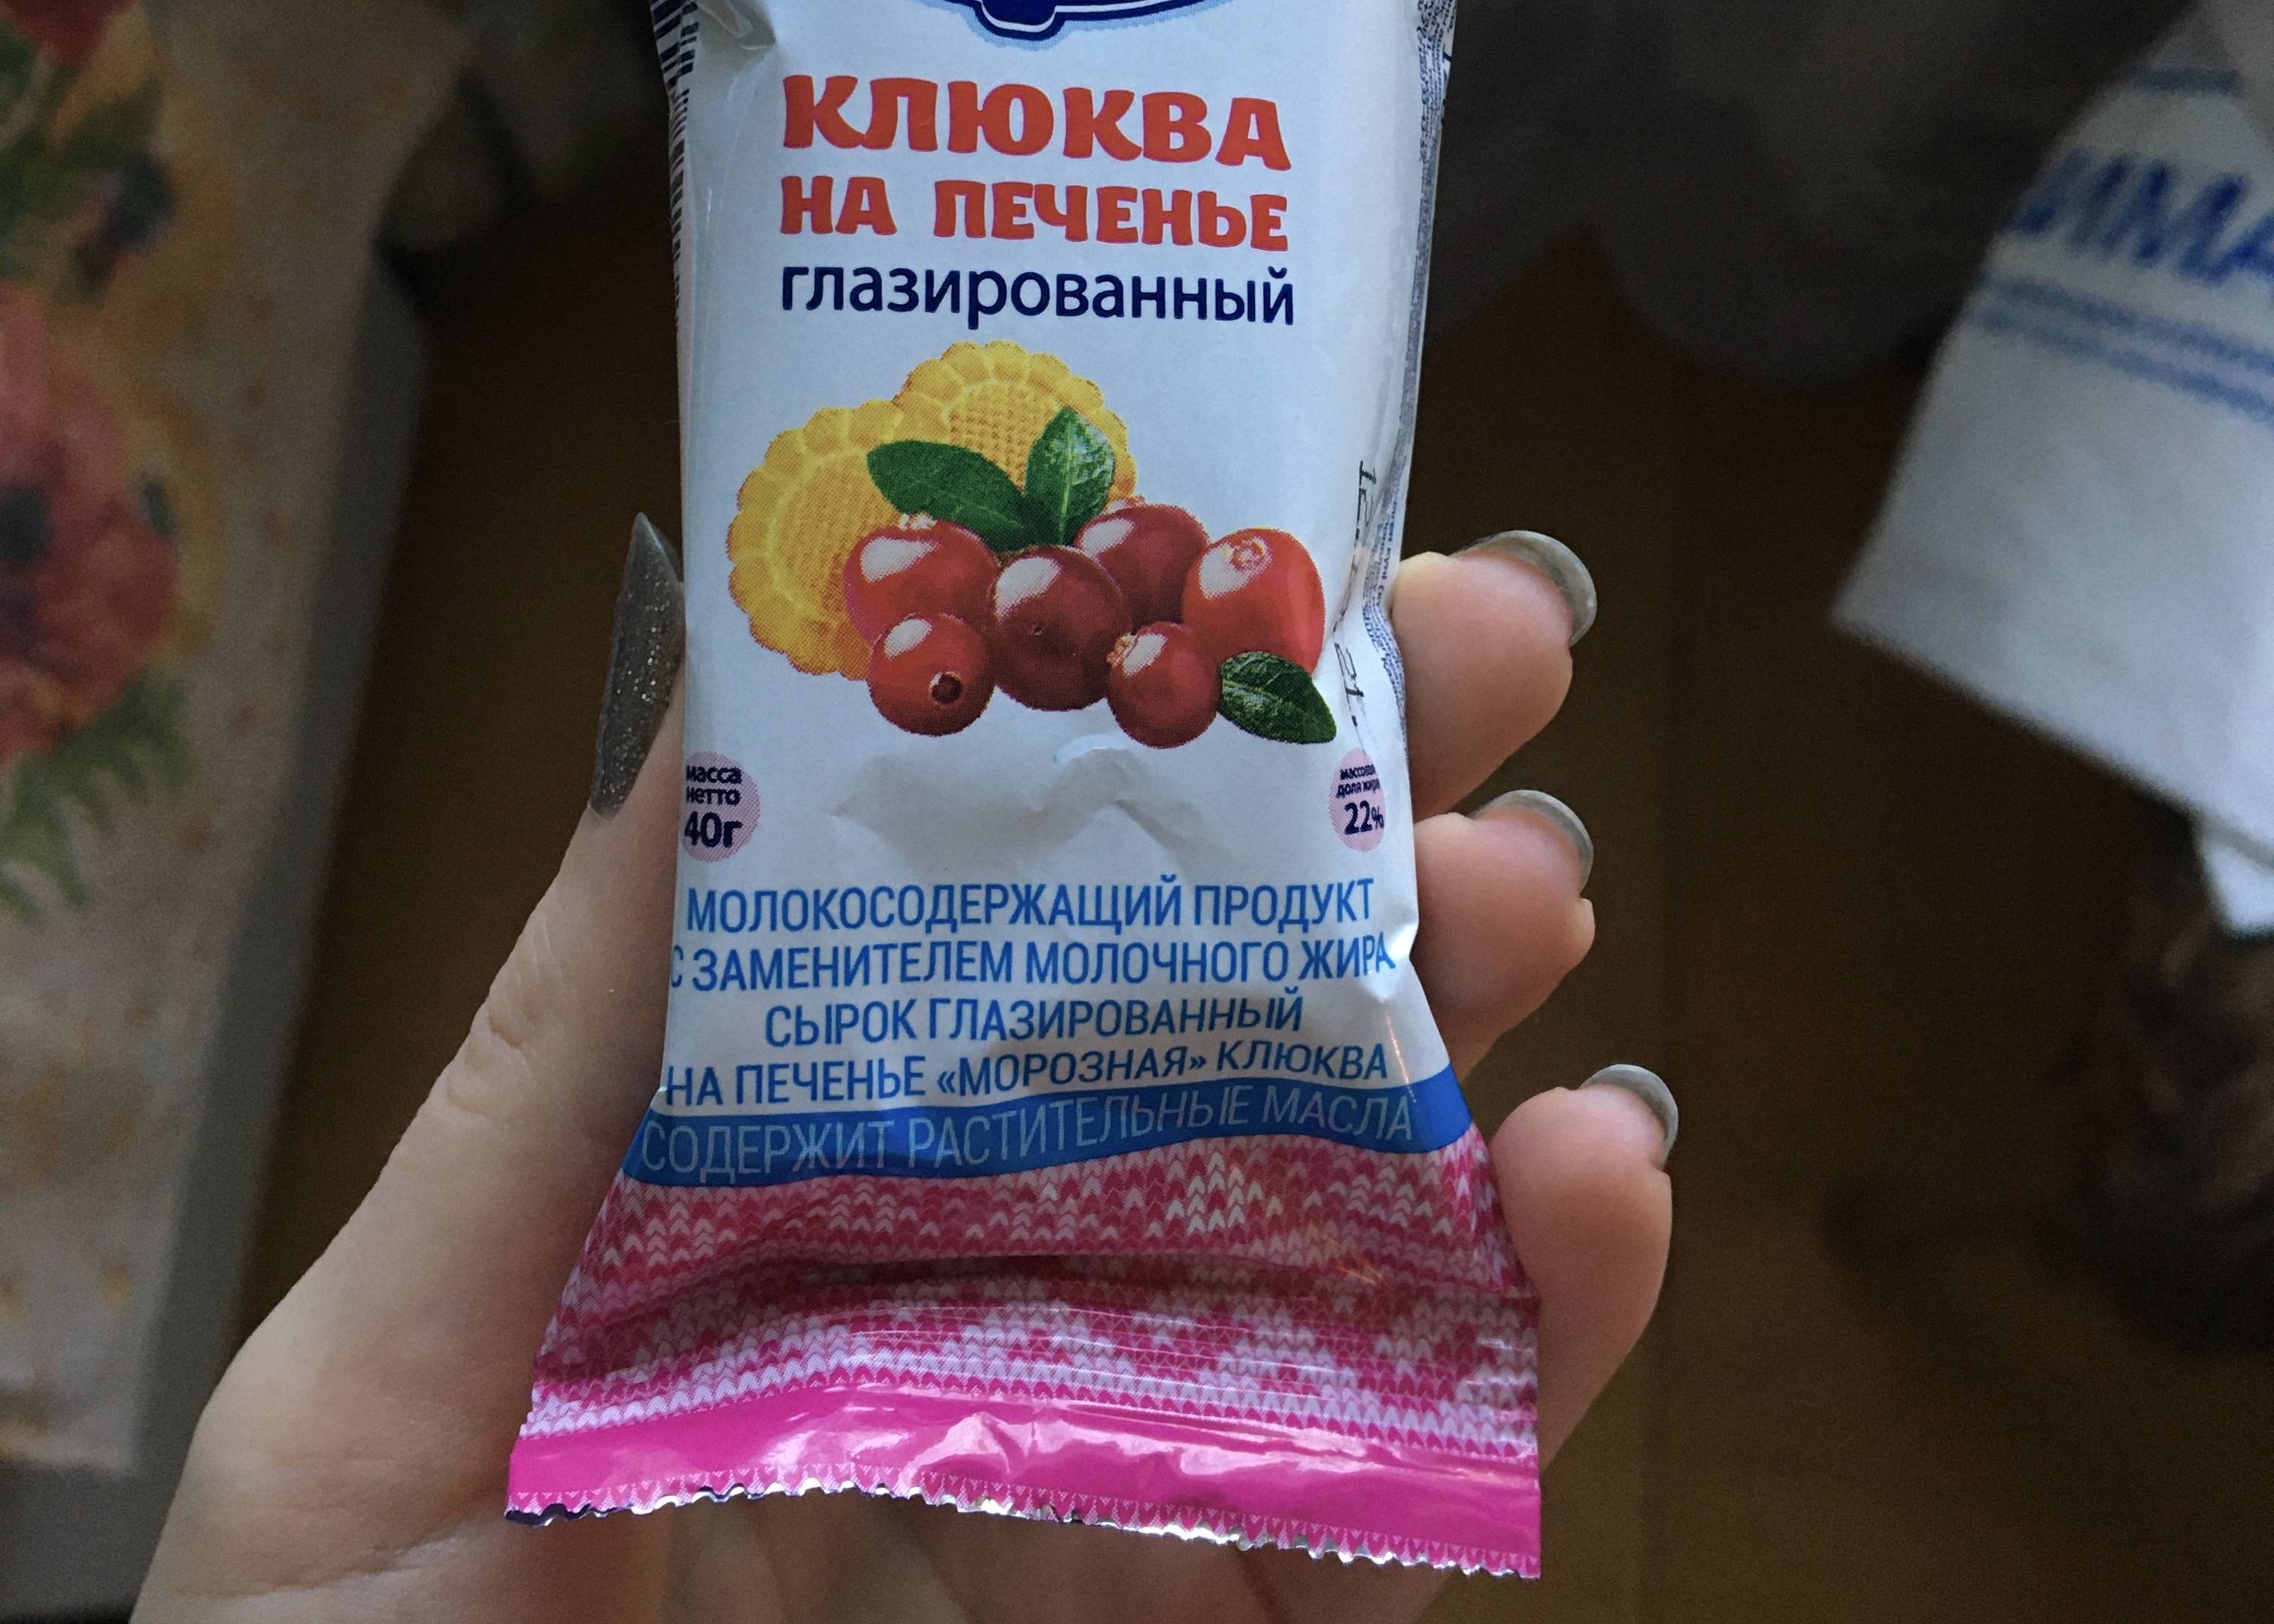 КЛЮКВА
НА ПЕЧЕНЬЕ
глазированный
масса
нетто
40г
массовая
доля жира
22%
МОЛОКОСОДЕРЖАЩИЙ ПРОДУКТ
С ЗАМЕНИТЕЛЕМ МОЛОЧНОГО ЖИРА
СЫРОК ГЛАЗИРОВАННЫЙ
НА ПЕЧЕНЬЕ «МОРОЗНАЯ» КЛЮКВА
СОДЕРЖИТ РАСТИТЕЛЬНЫЕ МАСЛА